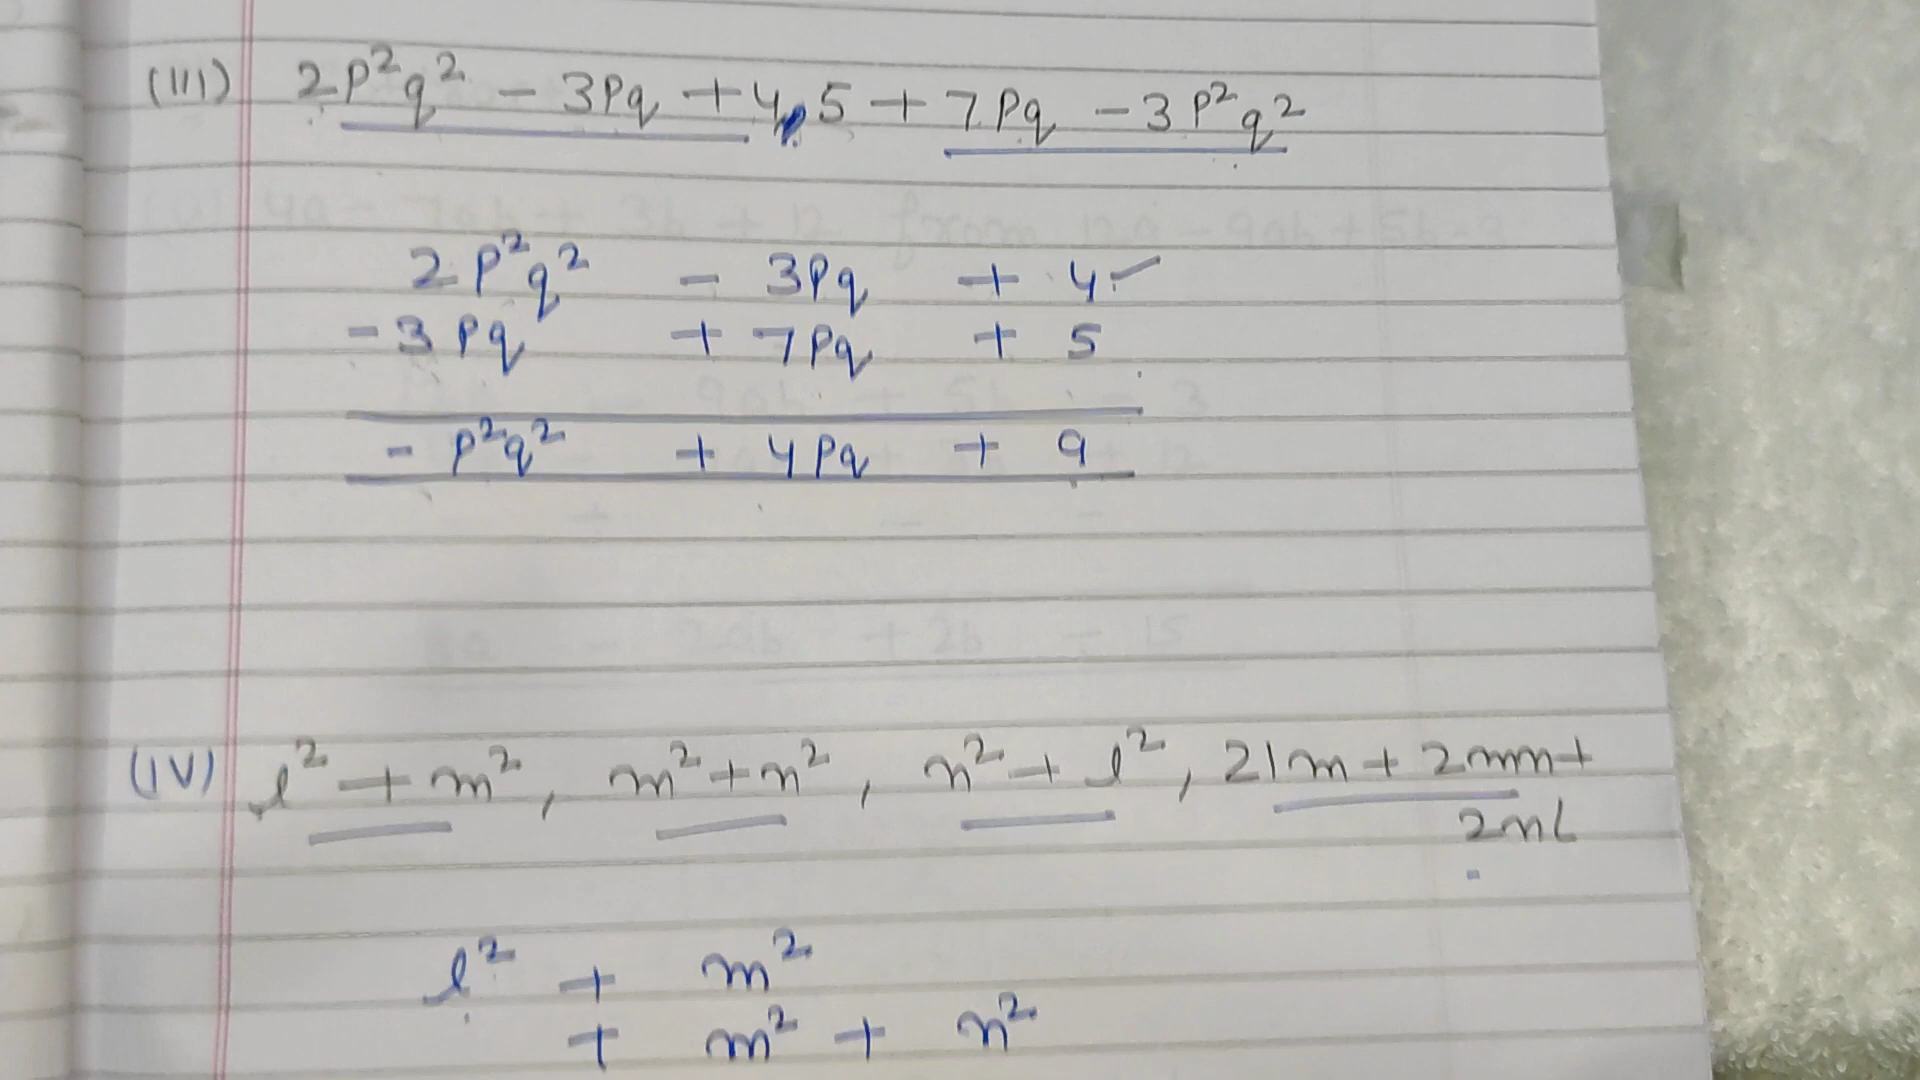 (III) 2P²q² - 3Pq + 4, 5 + 7Pq - 3P²q²
2P²q² - 3Pq + 4
- 3Pq + 7Pq + 5
- P²q² + 4Pq + 9
(IV) l² + m², m² + n², n² + l², 2lm + 2mn +
2nl
l² + m²
+ m² + n²